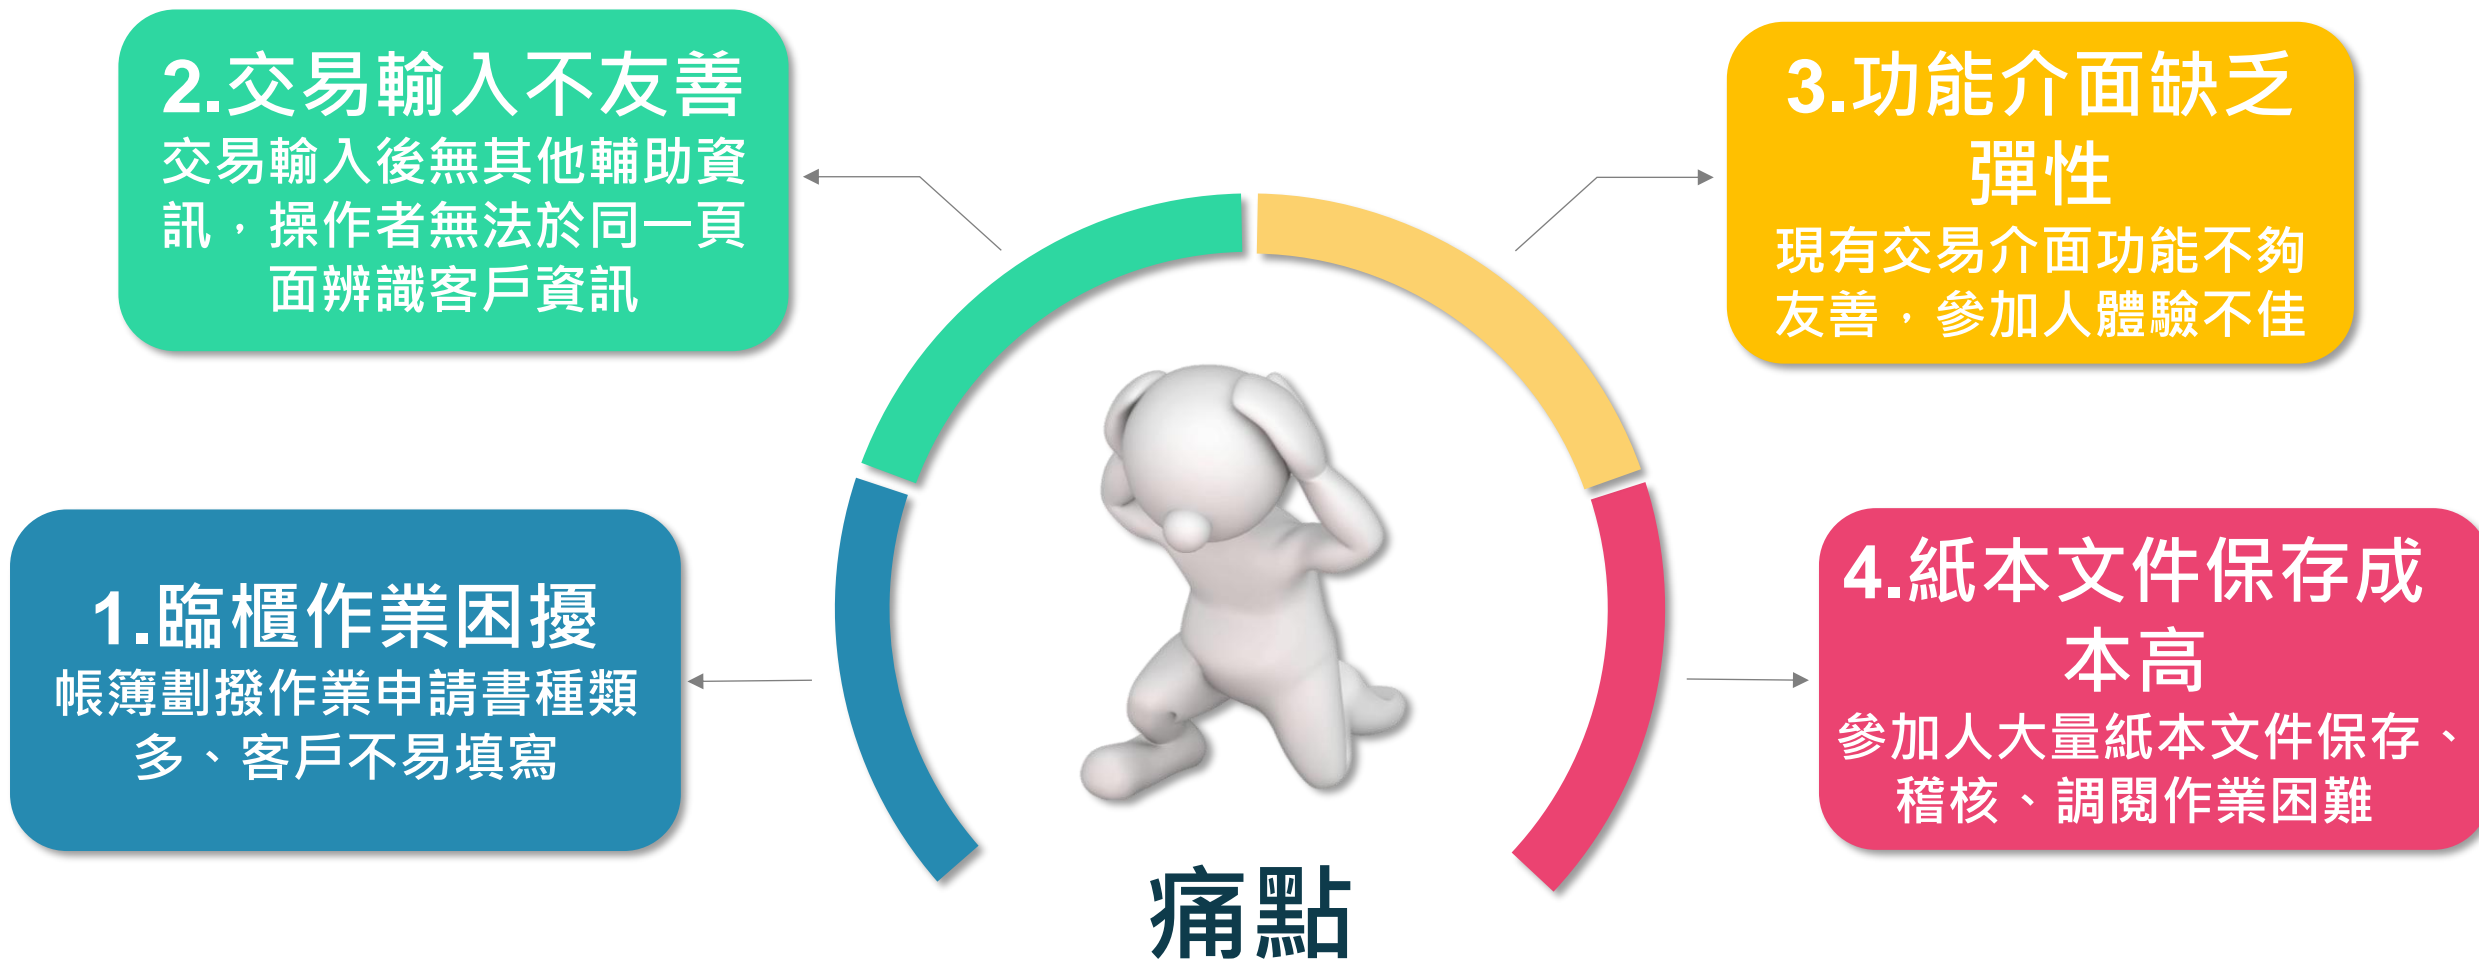 2.交易輸入不友善
交易輸入後無其他輔助資
訊，操作者無法於同一頁
面辨識客戶資訊
3.功能介面缺乏
彈性
現有交易介面功能不夠
友善，參加人體驗不佳
1.臨櫃作業困擾
帳簿劃撥作業申請書種類
多、客戶不易填寫
4.紙本文件保存成
本高
參加人大量紙本文件保存、
稽核、調閱作業困難
痛點